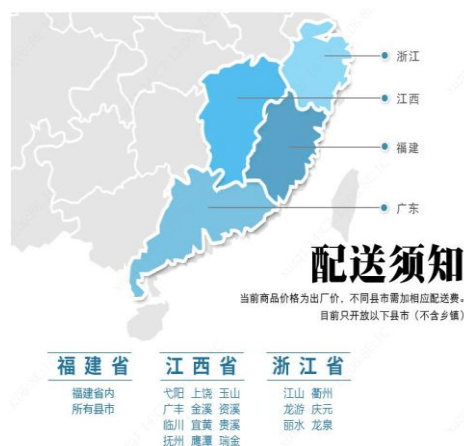 浙江
江西
福建
广东
配送须知
当前商品价格为出厂价，不同县市需加相应配送费。
目前只开放以下县市（不含乡镇）
福建省
福建省内
所有县市
江西省
弋阳 上饶 玉山
广丰 金溪 资溪
临川 宜黄 贵溪
抚州 鹰潭 瑞金
浙江省
江山 衢州
龙游 庆元
丽水 龙泉